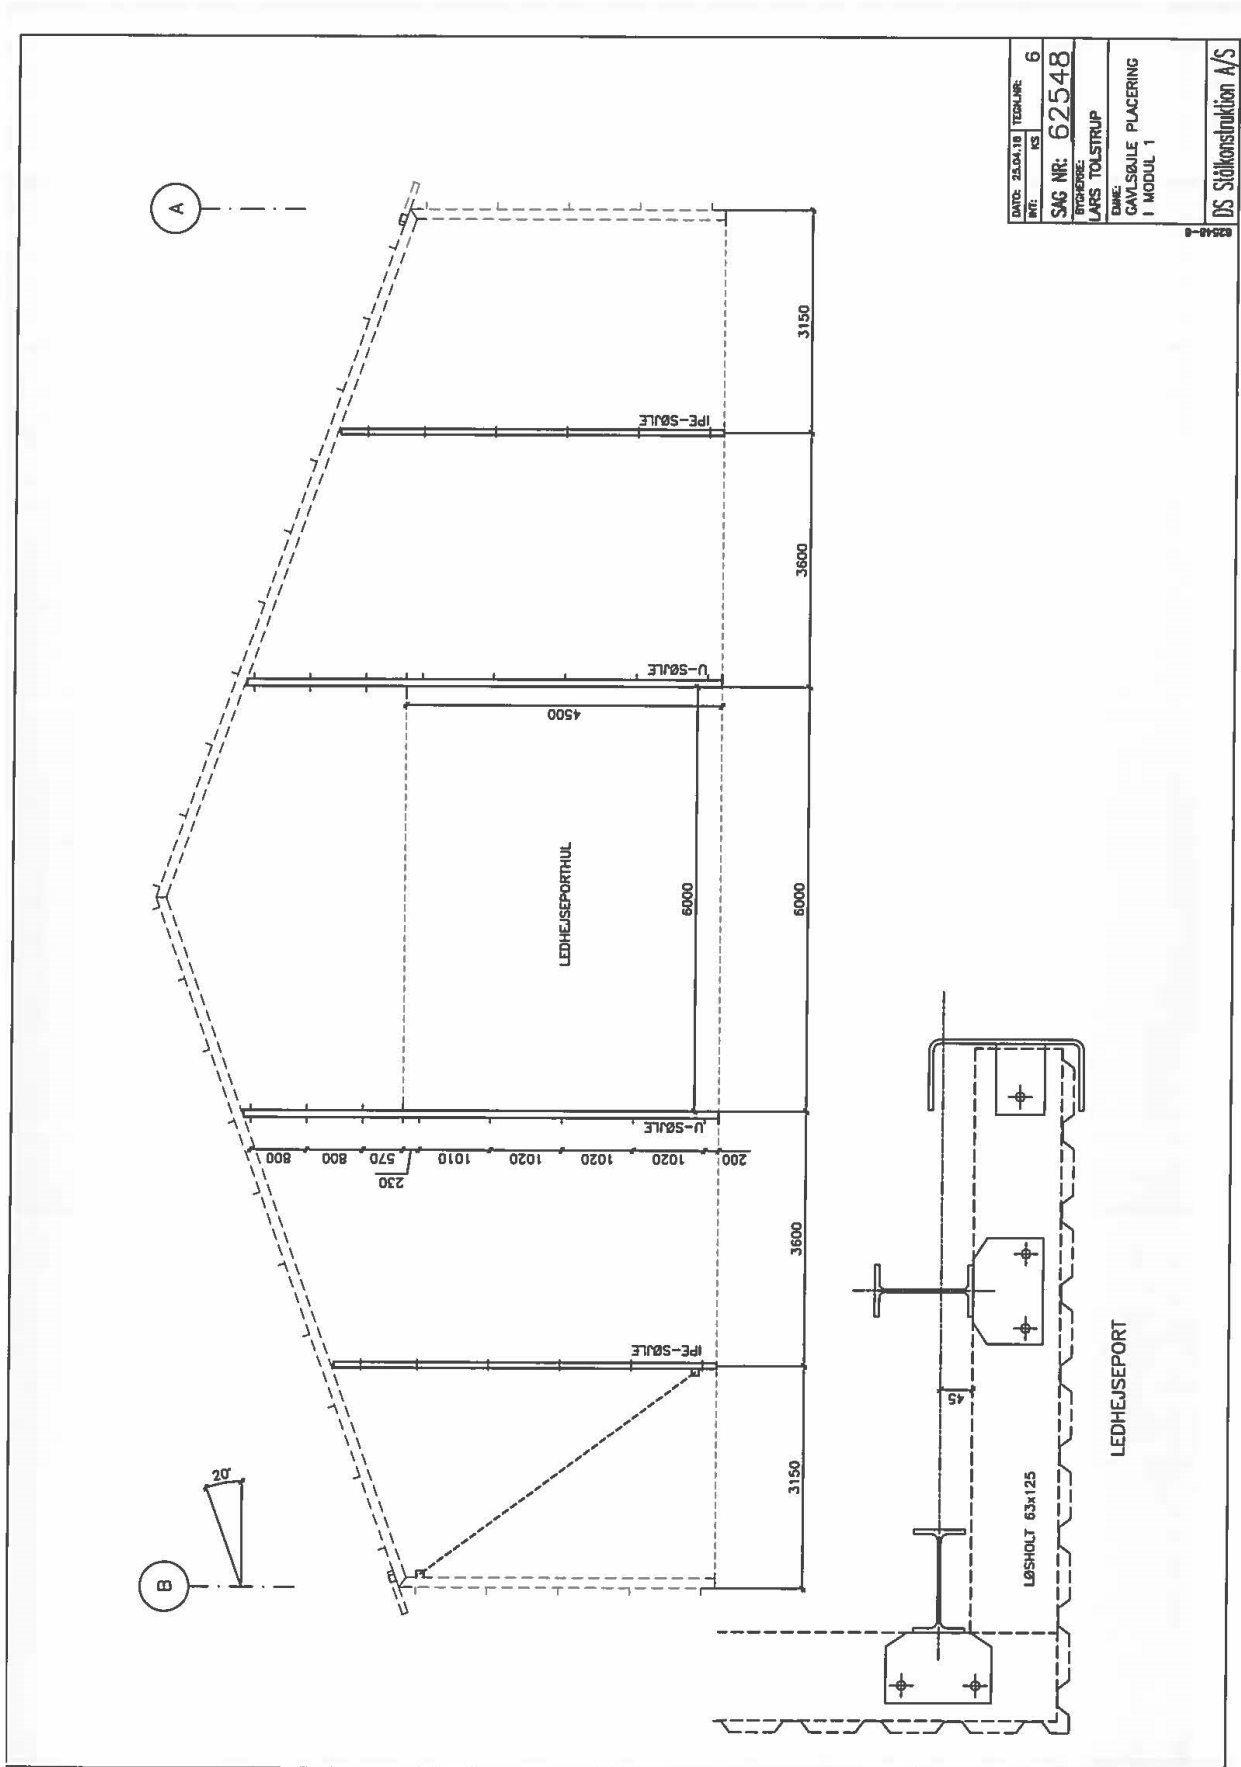 B
20°
A
LEDHEJSEPORTHUL
IPE-SØJLE
U-SØJLE
U-SØJLE
IPE-SØJLE
800
800
570
230
1010
1020
1020
1020
200
4500
6000
3150
3600
6000
3600
3150
45
LØSHOLT 63x125
LEDHEJSEPORT
DATO: 25.04.18
TEGN.NR: 6
INT: KS
SAG NR: 62548
BYGHERRE:
LARS TOLSTRUP
EMNE:
GAVLSØJLE PLACERING
I MODUL 1
DS Stålkonstruktion A/S
62548-6